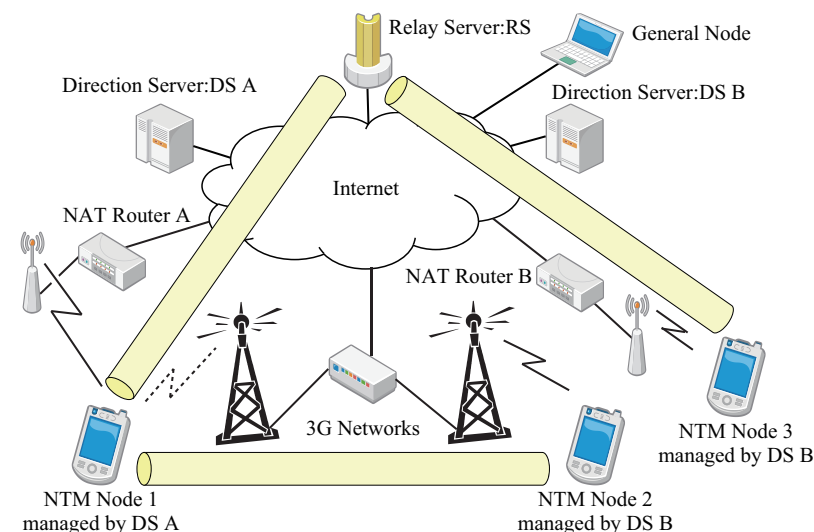 Relay Server:RS
General Node
Direction Server:DS A
Direction Server:DS B
Internet
NAT Router A
NAT Router B
3G Networks
NTM Node 3
managed by DS B
NTM Node 1
managed by DS A
NTM Node 2
managed by DS B